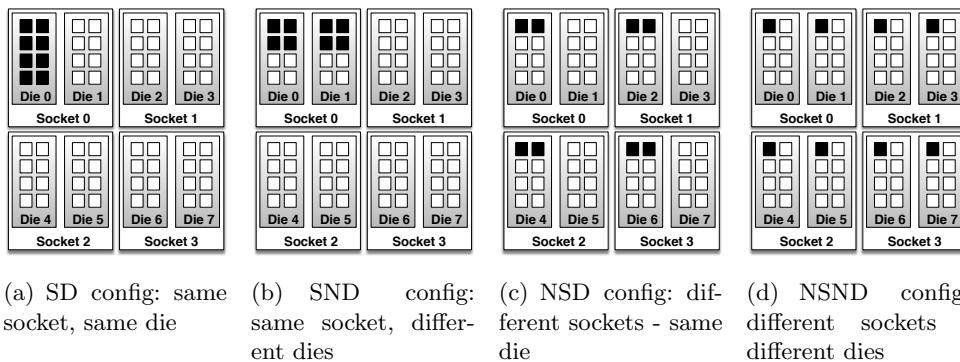 Die 0 Die 1 Die 2 Die 3
Socket 0 Socket 1
Die 4 Die 5 Die 6 Die 7
Socket 2 Socket 3
(a) SD config: same
socket, same die
Die 0 Die 1 Die 2 Die 3
Socket 0 Socket 1
Die 4 Die 5 Die 6 Die 7
Socket 2 Socket 3
(b) SND config:
same socket, differ-
ent dies
Die 0 Die 1 Die 2 Die 3
Socket 0 Socket 1
Die 4 Die 5 Die 6 Die 7
Socket 2 Socket 3
(c) NSD config: dif-
ferent sockets - same
die
Die 0 Die 1 Die 2 Die 3
Socket 0 Socket 1
Die 4 Die 5 Die 6 Die 7
Socket 2 Socket 3
(d) NSND config
different sockets
different dies